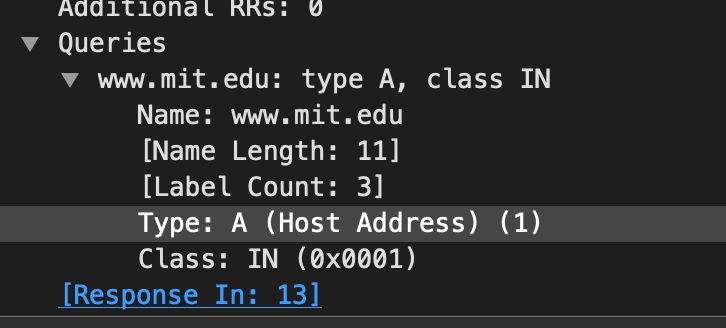 Additional RRs: 0
Queries
www.mit.edu: type A, class IN
Name: www.mit.edu
[Name Length: 11]
[Label Count: 3]
Type: A (Host Address) (1)
Class: IN (0x0001)
[Response In: 13]